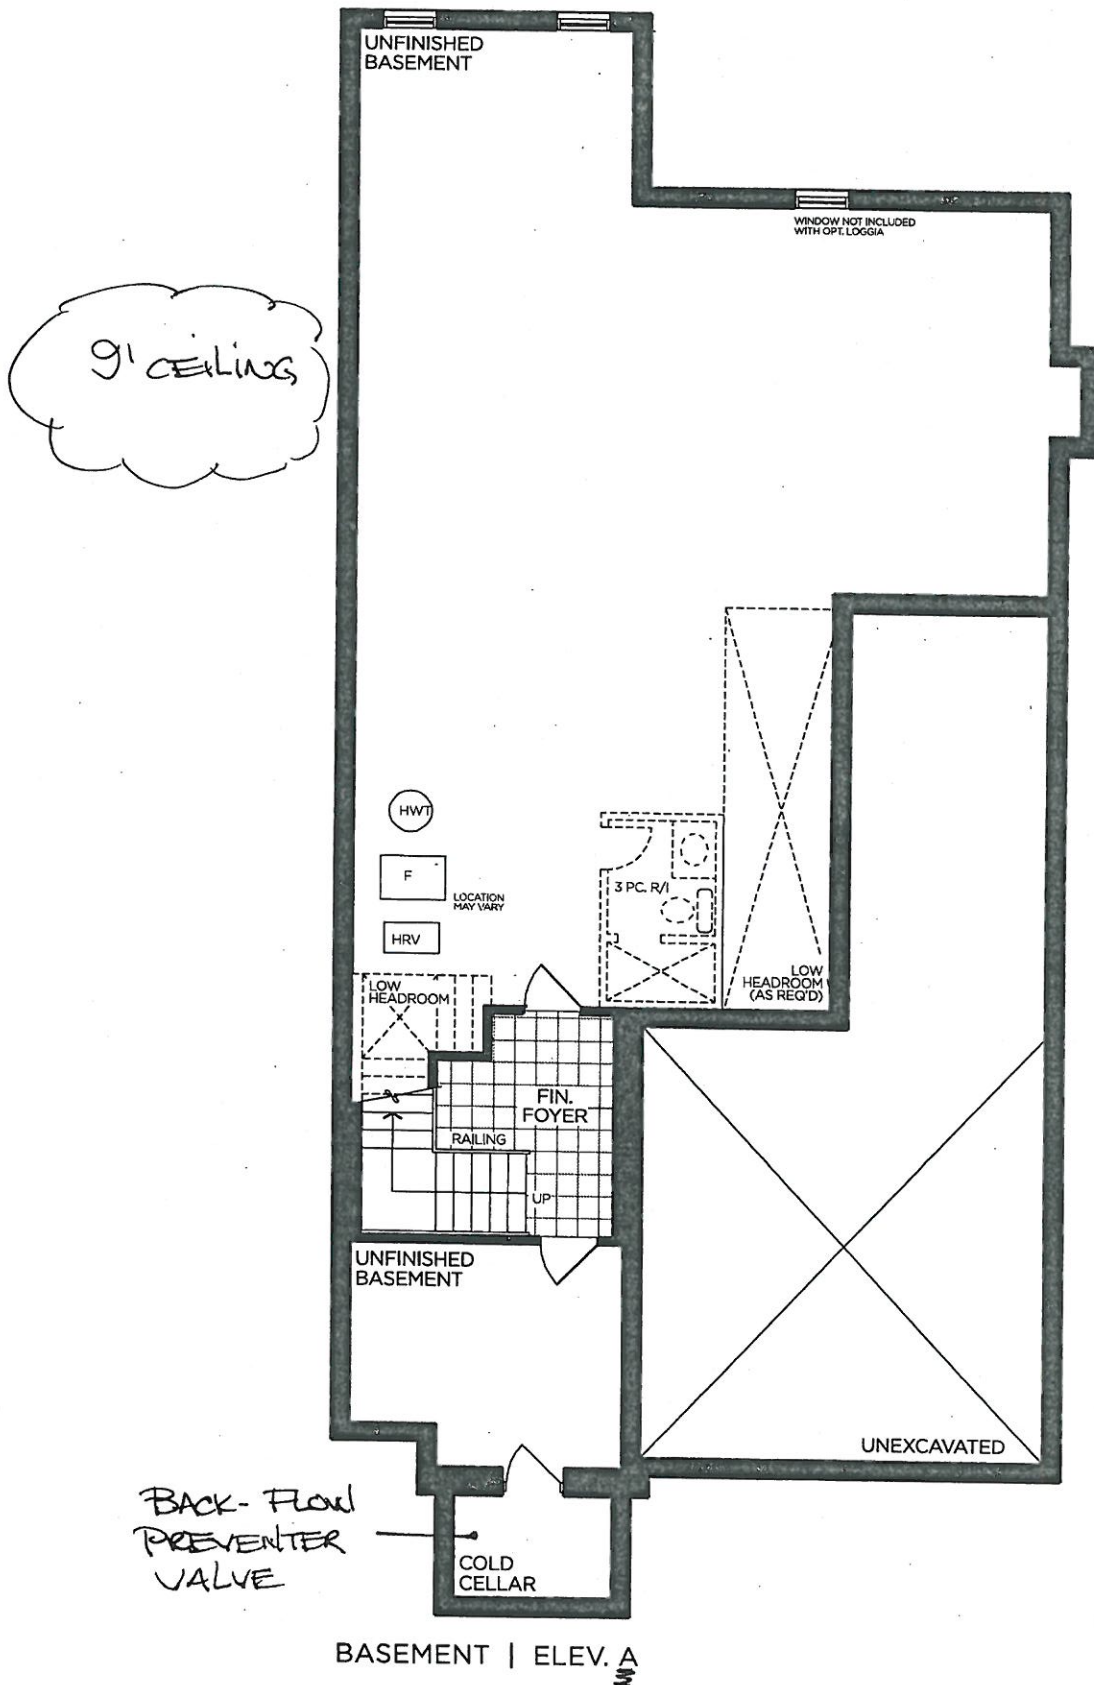 UNFINISHED
BASEMENT
WINDOW NOT INCLUDED
WITH OPT. LOGGIA
9' CEILING
HWT
F
LOCATION
MAY VARY
HRV
3 PC. R/I
LOW
HEADROOM
(AS REQ'D)
LOW
HEADROOM
FIN.
FOYER
RAILING
UP
UNFINISHED
BASEMENT
UNEXCAVATED
BACK-FLOW
PREVENTER
VALVE
COLD
CELLAR
BASEMENT | ELEV. A